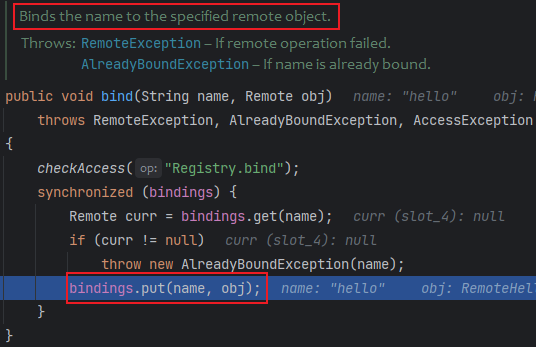 Binds the name to the specified remote object.
Throws: RemoteException – If remote operation failed.
AlreadyBoundException – If name is already bound.
public void bind(String name, Remote obj)  name: "hello"  obj:
throws RemoteException, AlreadyBoundException, AccessException
{
checkAccess( op: "Registry.bind");
synchronized (bindings) {
Remote curr = bindings.get(name);  curr (slot_4): null
if (curr != null)  curr (slot_4): null
throw new AlreadyBoundException(name);
bindings.put(name, obj);  name: "hello"  obj: RemoteHel
}
}